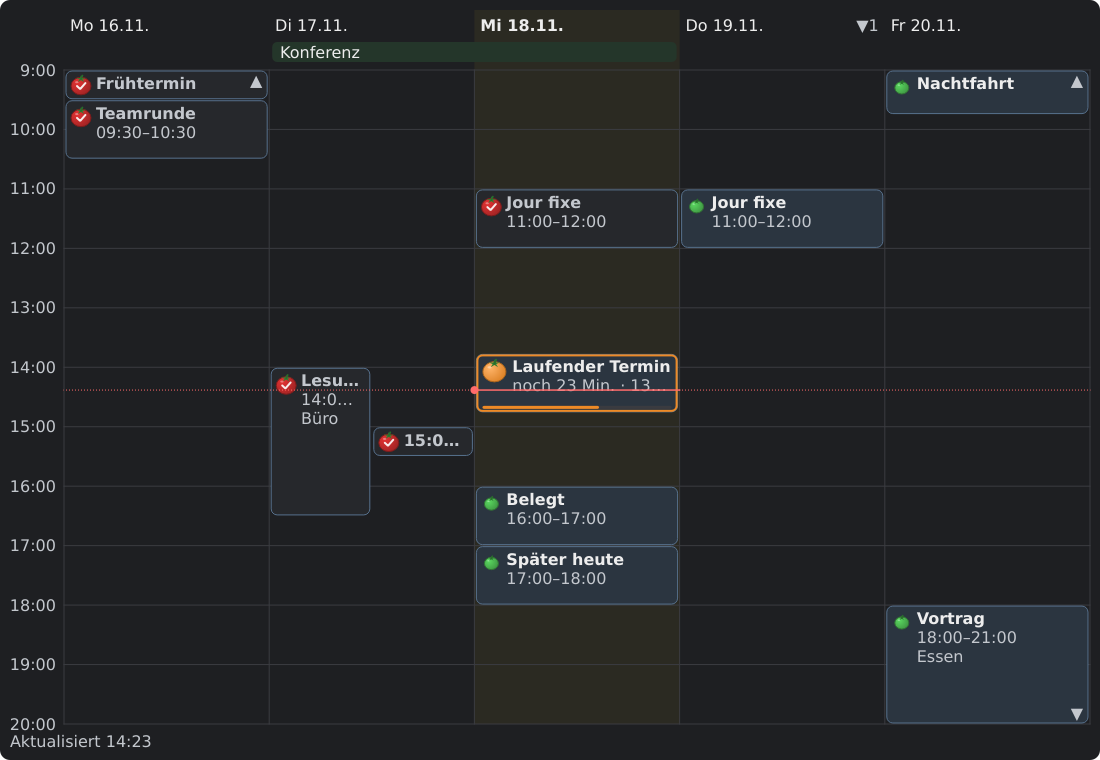 Mo 16.11.
Di 17.11.
Mi 18.11.
Do 19.11.
▼1
Fr 20.11.
Konferenz
9:00
Frühtermin ▲
Nachtfahrt ▲
Teamrunde
09:30–10:30
10:00
11:00
Jour fixe
11:00–12:00
Jour fixe
11:00–12:00
12:00
13:00
14:00
Laufender Termin
noch 23 Min. · 13…
Lesu…
14:0…
Büro
15:00
15:0…
16:00
Belegt
16:00–17:00
17:00
Später heute
17:00–18:00
18:00
Vortrag
18:00–21:00
Essen
▼
19:00
20:00
Aktualisiert 14:23